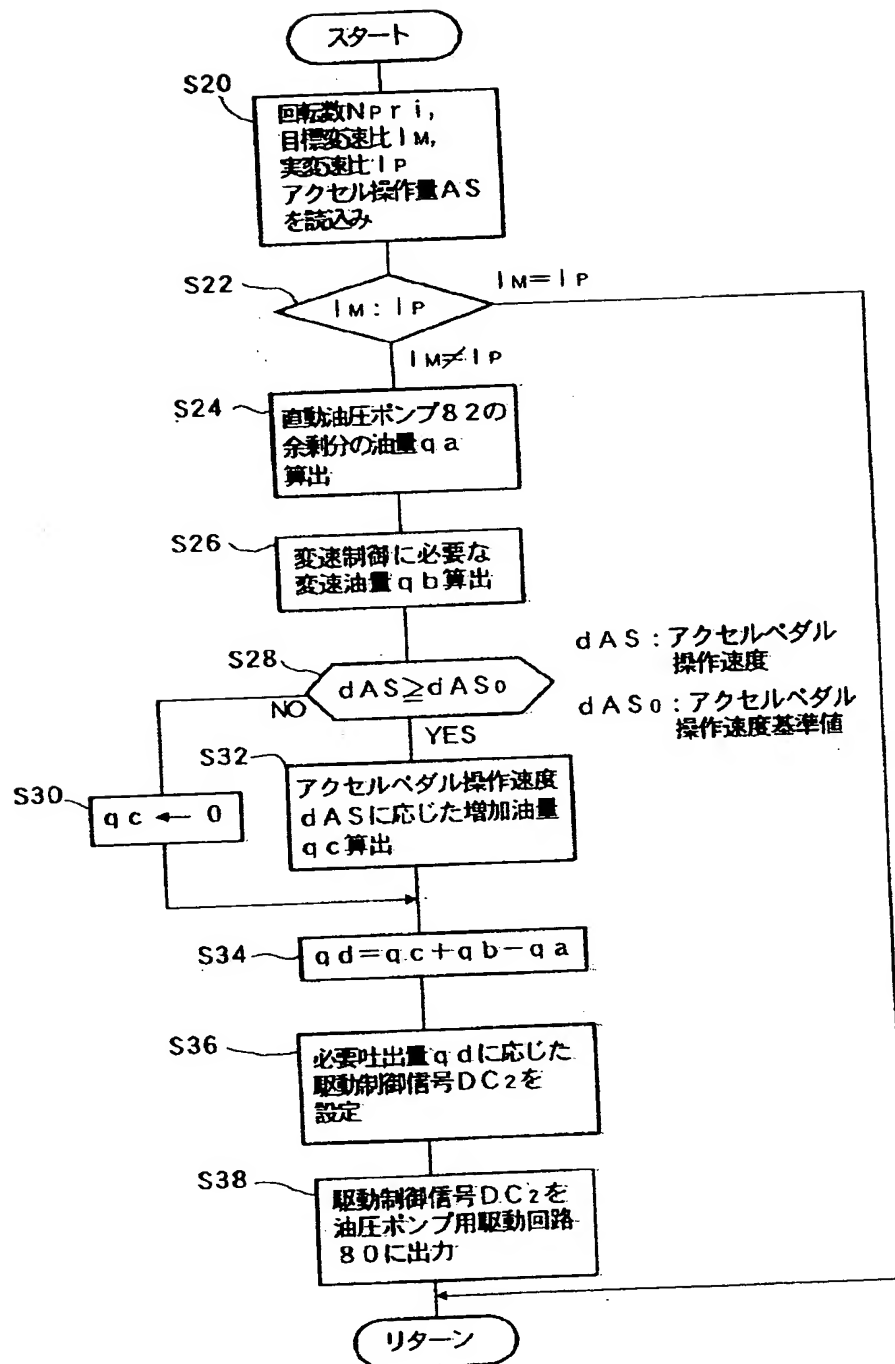 スタート
S20
回転数NPri,
目標変速比IM,
実変速比IP
アクセル操作量AS
を読込み
S22
IM:IP
IM=IP
IM≠IP
S24
直動油圧ポンプ82の
余剰分の油量qa
算出
S26
変速制御に必要な
変速油量qb算出
S28
dAS≧dAS0
NO
YES
dAS:アクセルペダル
操作速度
dAS0:アクセルペダル
操作速度基準値
S30
qc ← 0
S32
アクセルペダル操作速度
dASに応じた増加油量
qc算出
S34
qd=qc+qb-qa
S36
必要吐出量qdに応じた
駆動制御信号DC2を
設定
S38
駆動制御信号DC2を
油圧ポンプ用駆動回路
80に出力
リターン